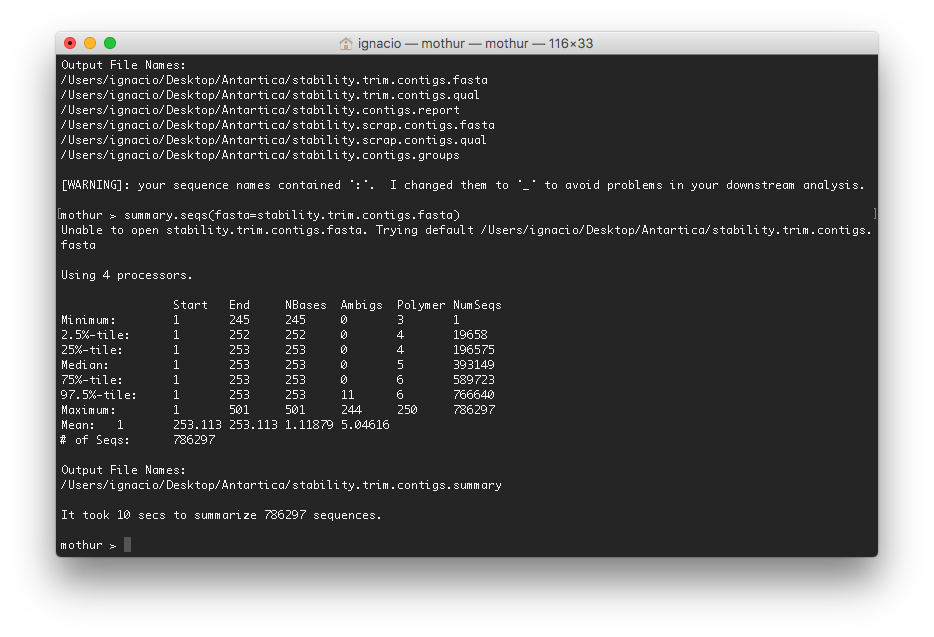 ignacio — mothur — mothur — 116×33
Output File Names:
/Users/ignacio/Desktop/Antartica/stability.trim.contigs.fasta
/Users/ignacio/Desktop/Antartica/stability.trim.contigs.qual
/Users/ignacio/Desktop/Antartica/stability.contigs.report
/Users/ignacio/Desktop/Antartica/stability.scrap.contigs.fasta
/Users/ignacio/Desktop/Antartica/stability.scrap.contigs.qual
/Users/ignacio/Desktop/Antartica/stability.contigs.groups
[WARNING]: your sequence names contained ':'.  I changed them to '_' to avoid problems in your downstream analysis.
[mothur > summary.seqs(fasta=stability.trim.contigs.fasta) ]
Unable to open stability.trim.contigs.fasta. Trying default /Users/ignacio/Desktop/Antartica/stability.trim.contigs.
fasta
Using 4 processors.
Start End NBases Ambigs Polymer NumSeqs
Minimum: 1 245 245 0 3 1
2.5%-tile: 1 252 252 0 4 19658
25%-tile: 1 253 253 0 4 196575
Median: 1 253 253 0 5 393149
75%-tile: 1 253 253 0 6 589723
97.5%-tile: 1 253 253 11 6 766640
Maximum: 1 501 501 244 250 786297
Mean: 1 253.113 253.113 1.11879 5.04616
# of Seqs: 786297
Output File Names:
/Users/ignacio/Desktop/Antartica/stability.trim.contigs.summary
It took 10 secs to summarize 786297 sequences.
mothur >